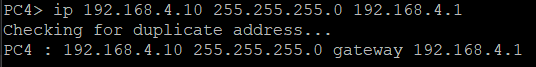 PC4> ip 192.168.4.10 255.255.255.0 192.168.4.1
Checking for duplicate address...
PC4 : 192.168.4.10 255.255.255.0 gateway 192.168.4.1